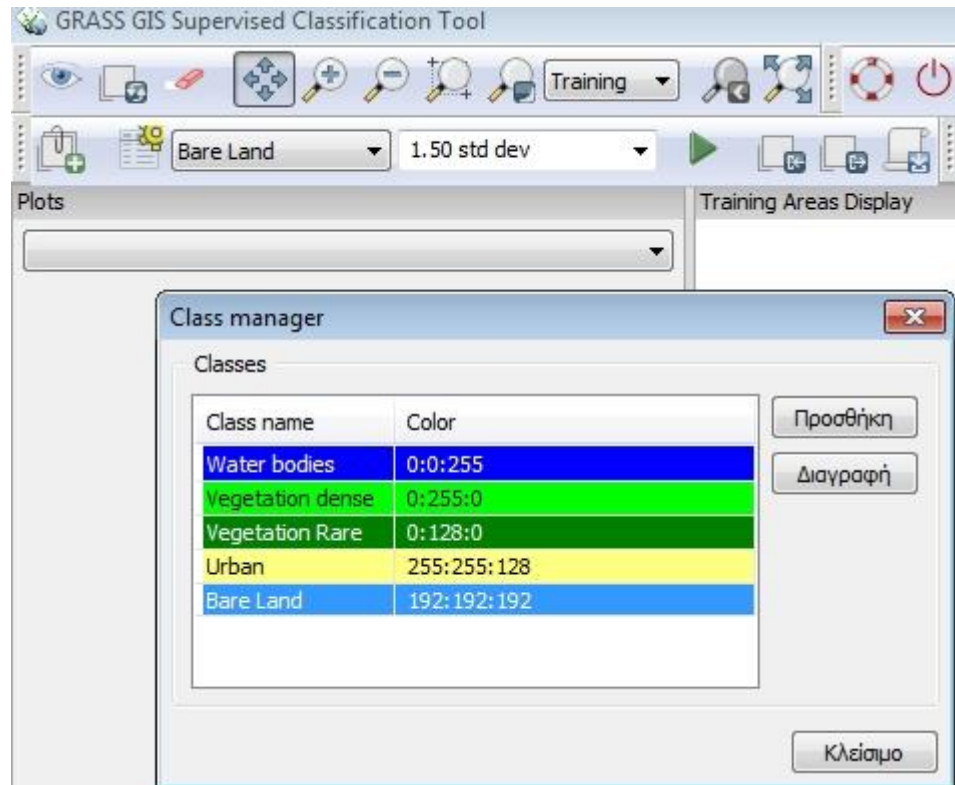 GRASS GIS Supervised Classification Tool
Training
Bare Land
1.50 std dev
Plots
Training Areas Display
Class manager
Classes
Class name Color
Προσθήκη
Water bodies 0:0:255
Διαγραφή
Vegetation dense 0:255:0
Vegetation Rare 0:128:0
Urban 255:255:128
Bare Land 192:192:192
Κλείσιμο